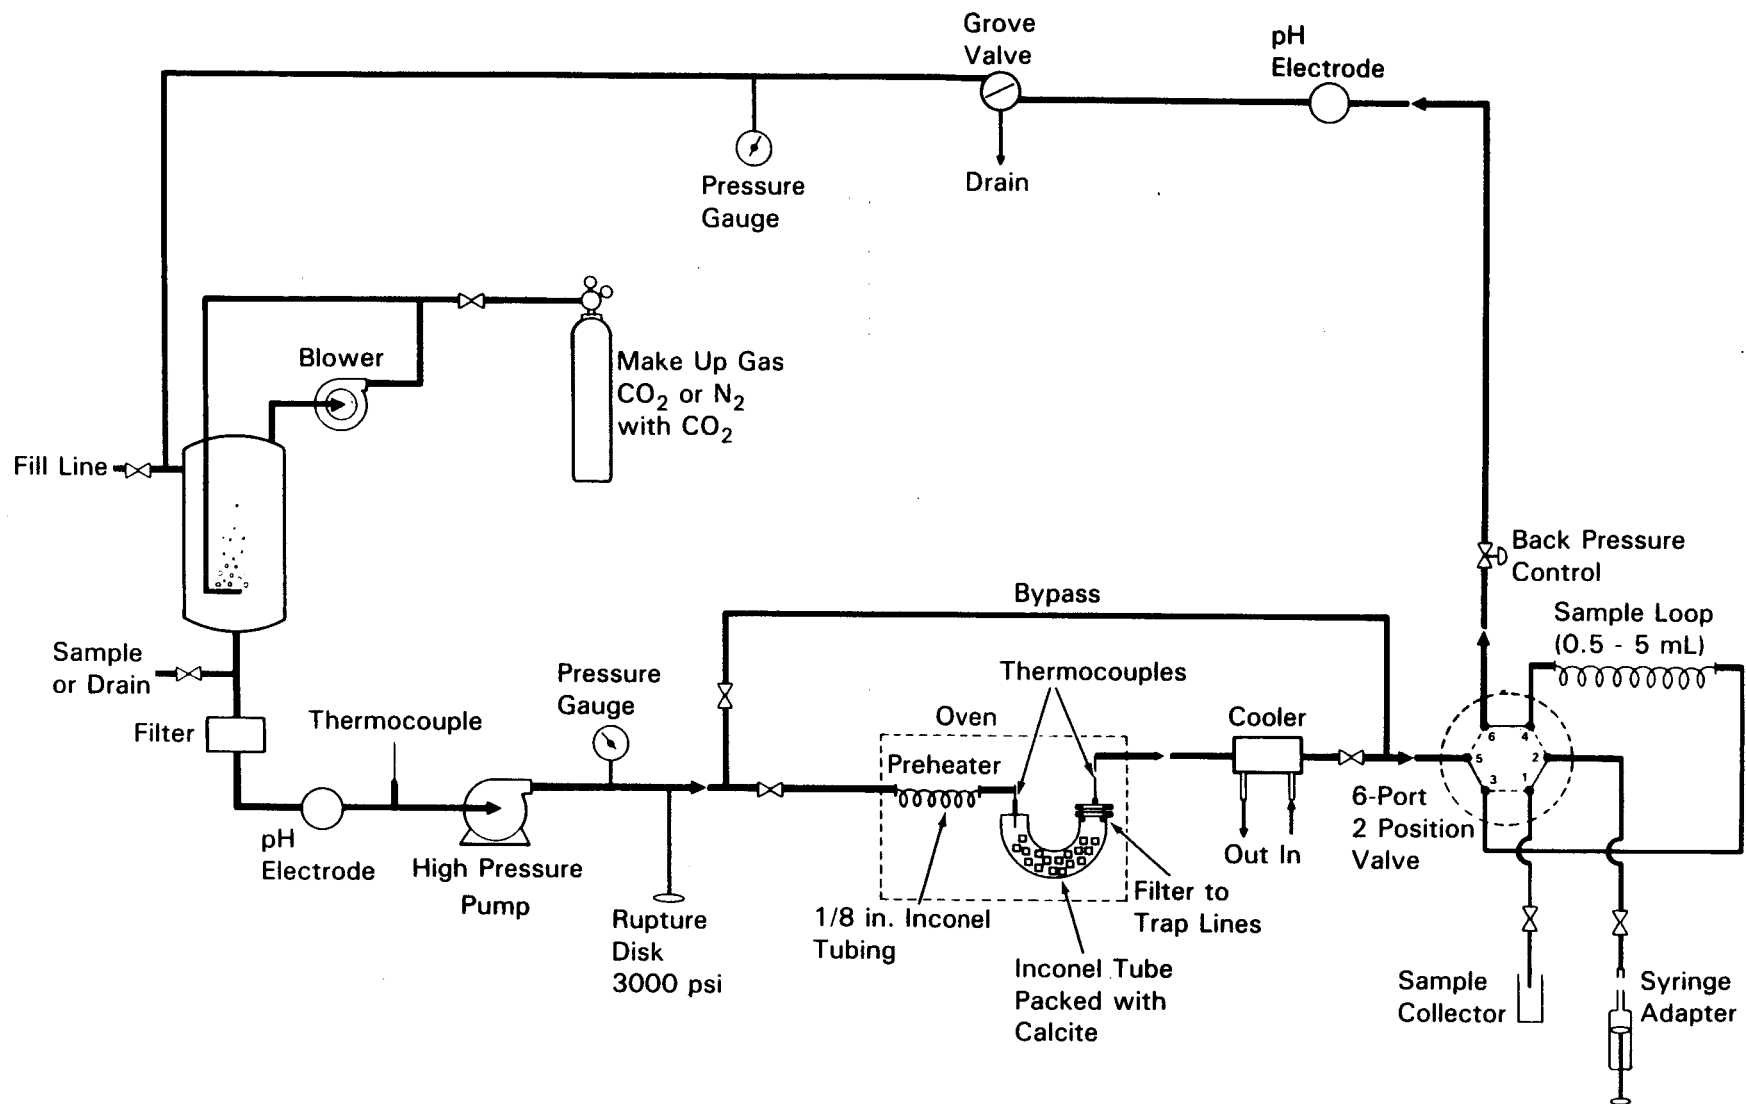 Grove
Valve
pH
Electrode
Pressure
Gauge
Drain
Blower
Make Up Gas
CO2 or N2
with CO2
Fill Line
Back Pressure
Control
Sample Loop
(0.5 - 5 mL)
Bypass
Sample
or Drain
Filter
Thermocouple
Pressure
Gauge
Thermocouples
Oven
Cooler
Preheater
pH
Electrode
High Pressure
Pump
Rupture
Disk
3000 psi
1/8 in. Inconel
Tubing
Inconel Tube
Packed with
Calcite
Filter to
Trap Lines
Out In
6-Port
2 Position
Valve
6 4
5 2
3 1
Sample
Collector
Syringe
Adapter